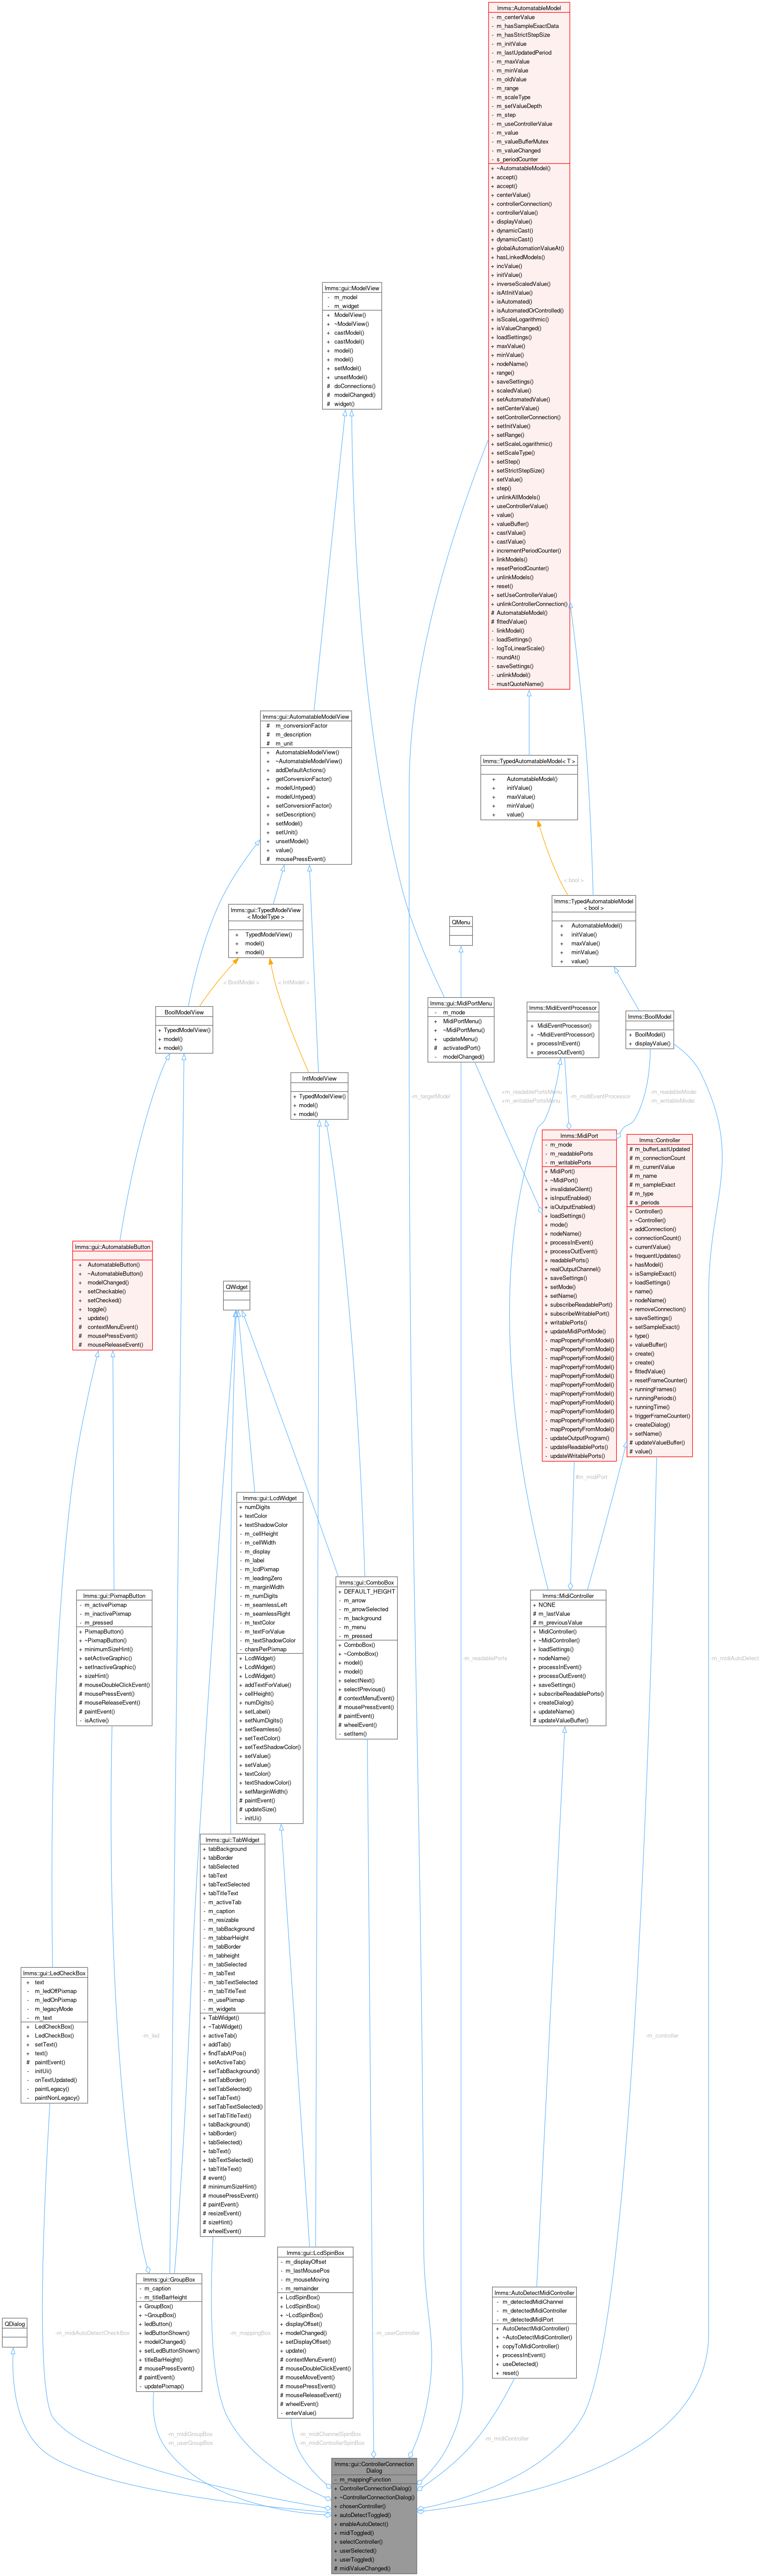 lmms::AutomatableModel
- m_centerValue
- m_hasSampleExactData
- m_hasStrictStepSize
- m_initValue
- m_lastUpdatedPeriod
- m_maxValue
- m_minValue
- m_oldValue
- m_range
- m_scaleType
- m_setValueDepth
- m_step
- m_useControllerValue
- m_value
- m_valueBufferMutex
- m_valueChanged
- s_periodCounter
+ ~AutomatableModel()
+ accept()
+ accept()
+ centerValue()
+ controllerConnection()
+ controllerValue()
+ displayValue()
+ dynamicCast()
+ dynamicCast()
+ globalAutomationValueAt()
+ hasLinkedModels()
+ incValue()
+ initValue()
+ inverseScaledValue()
+ isAtInitValue()
+ isAutomated()
+ isAutomatedOrControlled()
+ isScaleLogarithmic()
+ isValueChanged()
+ loadSettings()
+ maxValue()
+ minValue()
+ nodeName()
+ range()
+ saveSettings()
+ scaledValue()
+ setAutomatedValue()
+ setCenterValue()
+ setControllerConnection()
+ setInitValue()
+ setRange()
+ setScaleLogarithmic()
+ setScaleType()
+ setStep()
+ setStrictStepSize()
+ setValue()
+ step()
+ unlinkAllModels()
+ useControllerValue()
+ value()
+ valueBuffer()
+ castValue()
+ castValue()
+ incrementPeriodCounter()
+ linkModels()
+ resetPeriodCounter()
+ unlinkModels()
+ reset()
+ setUseControllerValue()
+ unlinkControllerConnection()
# AutomatableModel()
# fittedValue()
- linkModel()
- loadSettings()
- logToLinearScale()
- roundAt()
- saveSettings()
- unlinkModel()
- mustQuoteName()
lmms::gui::ModelView
- m_model
- m_widget
+ ModelView()
+ ~ModelView()
+ castModel()
+ castModel()
+ model()
+ model()
+ setModel()
+ unsetModel()
# doConnections()
# modelChanged()
# widget()
lmms::gui::AutomatableModelView
# m_conversionFactor
# m_description
# m_unit
+ AutomatableModelView()
+ ~AutomatableModelView()
+ addDefaultActions()
+ getConversionFactor()
+ modelUntyped()
+ modelUntyped()
+ setConversionFactor()
+ setDescription()
+ setModel()
+ setUnit()
+ unsetModel()
+ value()
# mousePressEvent()
lmms::TypedAutomatableModel< T >
+ AutomatableModel()
+ initValue()
+ maxValue()
+ minValue()
+ value()
< bool >
lmms::TypedAutomatableModel
< bool >
+ AutomatableModel()
+ initValue()
+ maxValue()
+ minValue()
+ value()
lmms::gui::TypedModelView
< ModelType >
+ TypedModelView()
+ model()
+ model()
QMenu
< BoolModel >
< IntModel >
BoolModelView
+ TypedModelView()
+ model()
+ model()
lmms::gui::MidiPortMenu
- m_mode
+ MidiPortMenu()
+ ~MidiPortMenu()
+ updateMenu()
# activatedPort()
- modelChanged()
lmms::MidiEventProcessor
+ MidiEventProcessor()
+ ~MidiEventProcessor()
+ processInEvent()
+ processOutEvent()
lmms::BoolModel
+ BoolModel()
+ displayValue()
IntModelView
+ TypedModelView()
+ model()
+ model()
-m_targetModel
+m_readablePortsMenu
+m_writablePortsMenu
-m_midiEventProcessor
-m_readableModel
-m_writableModel
lmms::MidiPort
- m_mode
- m_readablePorts
- m_writablePorts
+ MidiPort()
+ ~MidiPort()
+ invalidateCilent()
+ isInputEnabled()
+ isOutputEnabled()
+ loadSettings()
+ mode()
+ nodeName()
+ processInEvent()
+ processOutEvent()
+ readablePorts()
+ realOutputChannel()
+ saveSettings()
+ setMode()
+ setName()
+ subscribeReadablePort()
+ subscribeWritablePort()
+ writablePorts()
+ updateMidiPortMode()
- mapPropertyFromModel()
- mapPropertyFromModel()
- mapPropertyFromModel()
- mapPropertyFromModel()
- mapPropertyFromModel()
- mapPropertyFromModel()
- mapPropertyFromModel()
- mapPropertyFromModel()
- mapPropertyFromModel()
- mapPropertyFromModel()
- mapPropertyFromModel()
- updateOutputProgram()
- updateReadablePorts()
- updateWritablePorts()
lmms::Controller
# m_bufferLastUpdated
# m_connectionCount
# m_currentValue
# m_name
# m_sampleExact
# m_type
# s_periods
+ Controller()
+ ~Controller()
+ addConnection()
+ connectionCount()
+ currentValue()
+ frequentUpdates()
+ hasModel()
+ isSampleExact()
+ loadSettings()
+ name()
+ nodeName()
+ removeConnection()
+ saveSettings()
+ setSampleExact()
+ type()
+ valueBuffer()
+ create()
+ create()
+ fittedValue()
+ resetFrameCounter()
+ runningFrames()
+ runningPeriods()
+ runningTime()
+ triggerFrameCounter()
+ createDialog()
+ setName()
# updateValueBuffer()
# value()
lmms::gui::AutomatableButton
+ AutomatableButton()
+ ~AutomatableButton()
+ modelChanged()
+ setCheckable()
+ setChecked()
+ toggle()
+ update()
# contextMenuEvent()
# mousePressEvent()
# mouseReleaseEvent()
QWidget
#m_midiPort
lmms::gui::LcdWidget
+ numDigits
+ textColor
+ textShadowColor
- m_cellHeight
- m_cellWidth
- m_display
- m_label
- m_lcdPixmap
- m_leadingZero
- m_marginWidth
- m_numDigits
- m_seamlessLeft
- m_seamlessRight
- m_textColor
- m_textForValue
- m_textShadowColor
- charsPerPixmap
+ LcdWidget()
+ LcdWidget()
+ LcdWidget()
+ addTextForValue()
+ cellHeight()
+ numDigits()
+ setLabel()
+ setNumDigits()
+ setSeamless()
+ setTextColor()
+ setTextShadowColor()
+ setValue()
+ setValue()
+ textColor()
+ textShadowColor()
+ setMarginWidth()
# paintEvent()
# updateSize()
- initUi()
lmms::gui::ComboBox
+ DEFAULT_HEIGHT
- m_arrow
- m_arrowSelected
- m_background
- m_menu
- m_pressed
+ ComboBox()
+ ~ComboBox()
+ model()
+ model()
+ selectNext()
+ selectPrevious()
# contextMenuEvent()
# mousePressEvent()
# paintEvent()
# wheelEvent()
- setItem()
lmms::gui::PixmapButton
- m_activePixmap
- m_inactivePixmap
- m_pressed
+ PixmapButton()
+ ~PixmapButton()
+ minimumSizeHint()
+ setActiveGraphic()
+ setInactiveGraphic()
+ sizeHint()
# mouseDoubleClickEvent()
# mousePressEvent()
# mouseReleaseEvent()
# paintEvent()
- isActive()
lmms::MidiController
+ NONE
# m_lastValue
# m_previousValue
+ MidiController()
+ ~MidiController()
+ loadSettings()
+ nodeName()
+ processInEvent()
+ processOutEvent()
+ saveSettings()
+ subscribeReadablePorts()
+ createDialog()
+ updateName()
# updateValueBuffer()
-m_readablePorts
-m_midiAutoDetect
lmms::gui::TabWidget
+ tabBackground
+ tabBorder
+ tabSelected
+ tabText
+ tabTextSelected
+ tabTitleText
- m_activeTab
- m_caption
- m_resizable
- m_tabBackground
- m_tabbarHeight
- m_tabBorder
- m_tabheight
- m_tabSelected
- m_tabText
- m_tabTextSelected
- m_tabTitleText
- m_usePixmap
- m_widgets
+ TabWidget()
+ ~TabWidget()
+ activeTab()
+ addTab()
+ findTabAtPos()
+ setActiveTab()
+ setTabBackground()
+ setTabBorder()
+ setTabSelected()
+ setTabText()
+ setTabTextSelected()
+ setTabTitleText()
+ tabBackground()
+ tabBorder()
+ tabSelected()
+ tabText()
+ tabTextSelected()
+ tabTitleText()
# event()
# minimumSizeHint()
# mousePressEvent()
# paintEvent()
# resizeEvent()
# sizeHint()
# wheelEvent()
lmms::gui::LedCheckBox
+ text
- m_ledOffPixmap
- m_ledOnPixmap
- m_legacyMode
- m_text
+ LedCheckBox()
+ LedCheckBox()
+ setText()
+ text()
# paintEvent()
- initUi()
- onTextUpdated()
- paintLegacy()
- paintNonLegacy()
-m_led
-m_controller
lmms::gui::LcdSpinBox
- m_displayOffset
- m_lastMousePos
- m_mouseMoving
- m_remainder
+ LcdSpinBox()
+ LcdSpinBox()
+ ~LcdSpinBox()
+ displayOffset()
+ modelChanged()
+ setDisplayOffset()
+ update()
# contextMenuEvent()
# mouseDoubleClickEvent()
# mouseMoveEvent()
# mousePressEvent()
# mouseReleaseEvent()
# wheelEvent()
- enterValue()
lmms::gui::GroupBox
- m_caption
- m_titleBarHeight
+ GroupBox()
+ ~GroupBox()
+ ledButton()
+ ledButtonShown()
+ modelChanged()
+ setLedButtonShown()
+ titleBarHeight()
# mousePressEvent()
# paintEvent()
- updatePixmap()
lmms::AutoDetectMidiController
- m_detectedMidiChannel
- m_detectedMidiController
- m_detectedMidiPort
+ AutoDetectMidiController()
+ ~AutoDetectMidiController()
+ copyToMidiController()
+ processInEvent()
+ useDetected()
+ reset()
QDialog
-m_midiAutoDetectCheckBox
-m_mappingBox
-m_userController
-m_midiGroupBox
-m_userGroupBox
-m_midiChannelSpinBox
-m_midiControllerSpinBox
-m_midiController
lmms::gui::ControllerConnection
Dialog
- m_mappingFunction
+ ControllerConnectionDialog()
+ ~ControllerConnectionDialog()
+ chosenController()
+ autoDetectToggled()
+ enableAutoDetect()
+ midiToggled()
+ selectController()
+ userSelected()
+ userToggled()
# midiValueChanged()